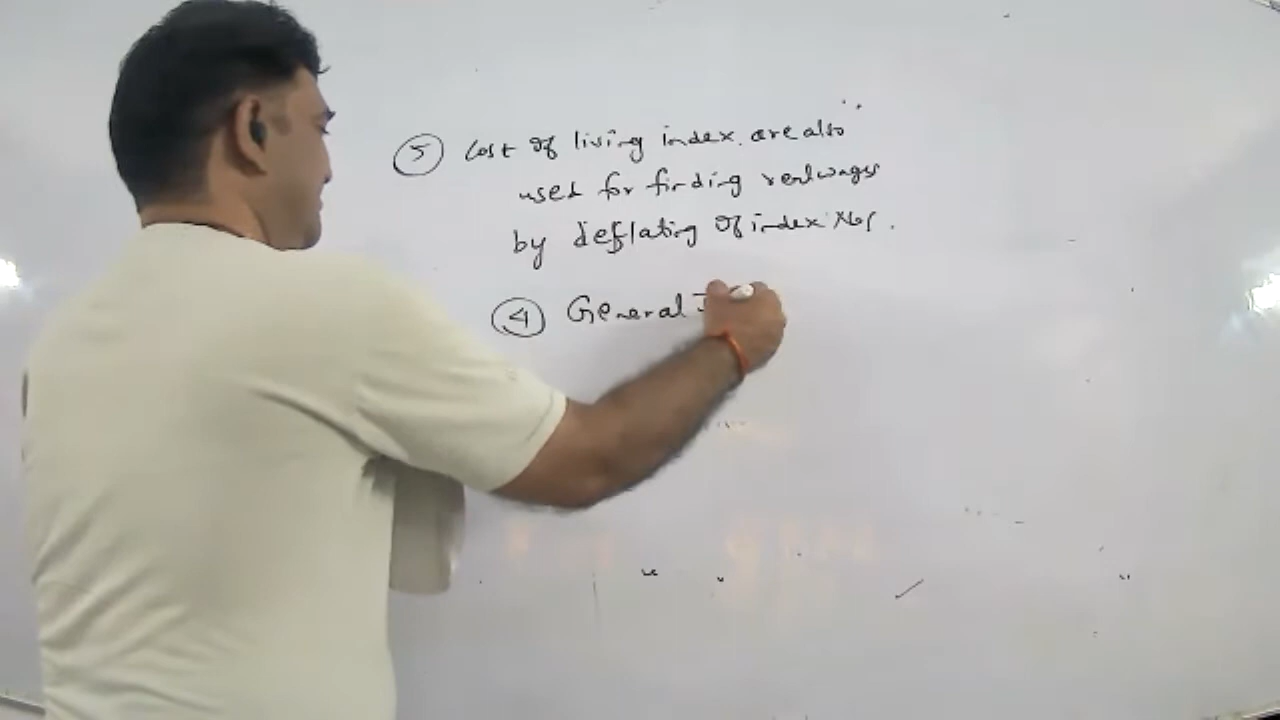 5 Cost of living index. are also
used for finding real wages
by deflating of index Nos.
4 General I